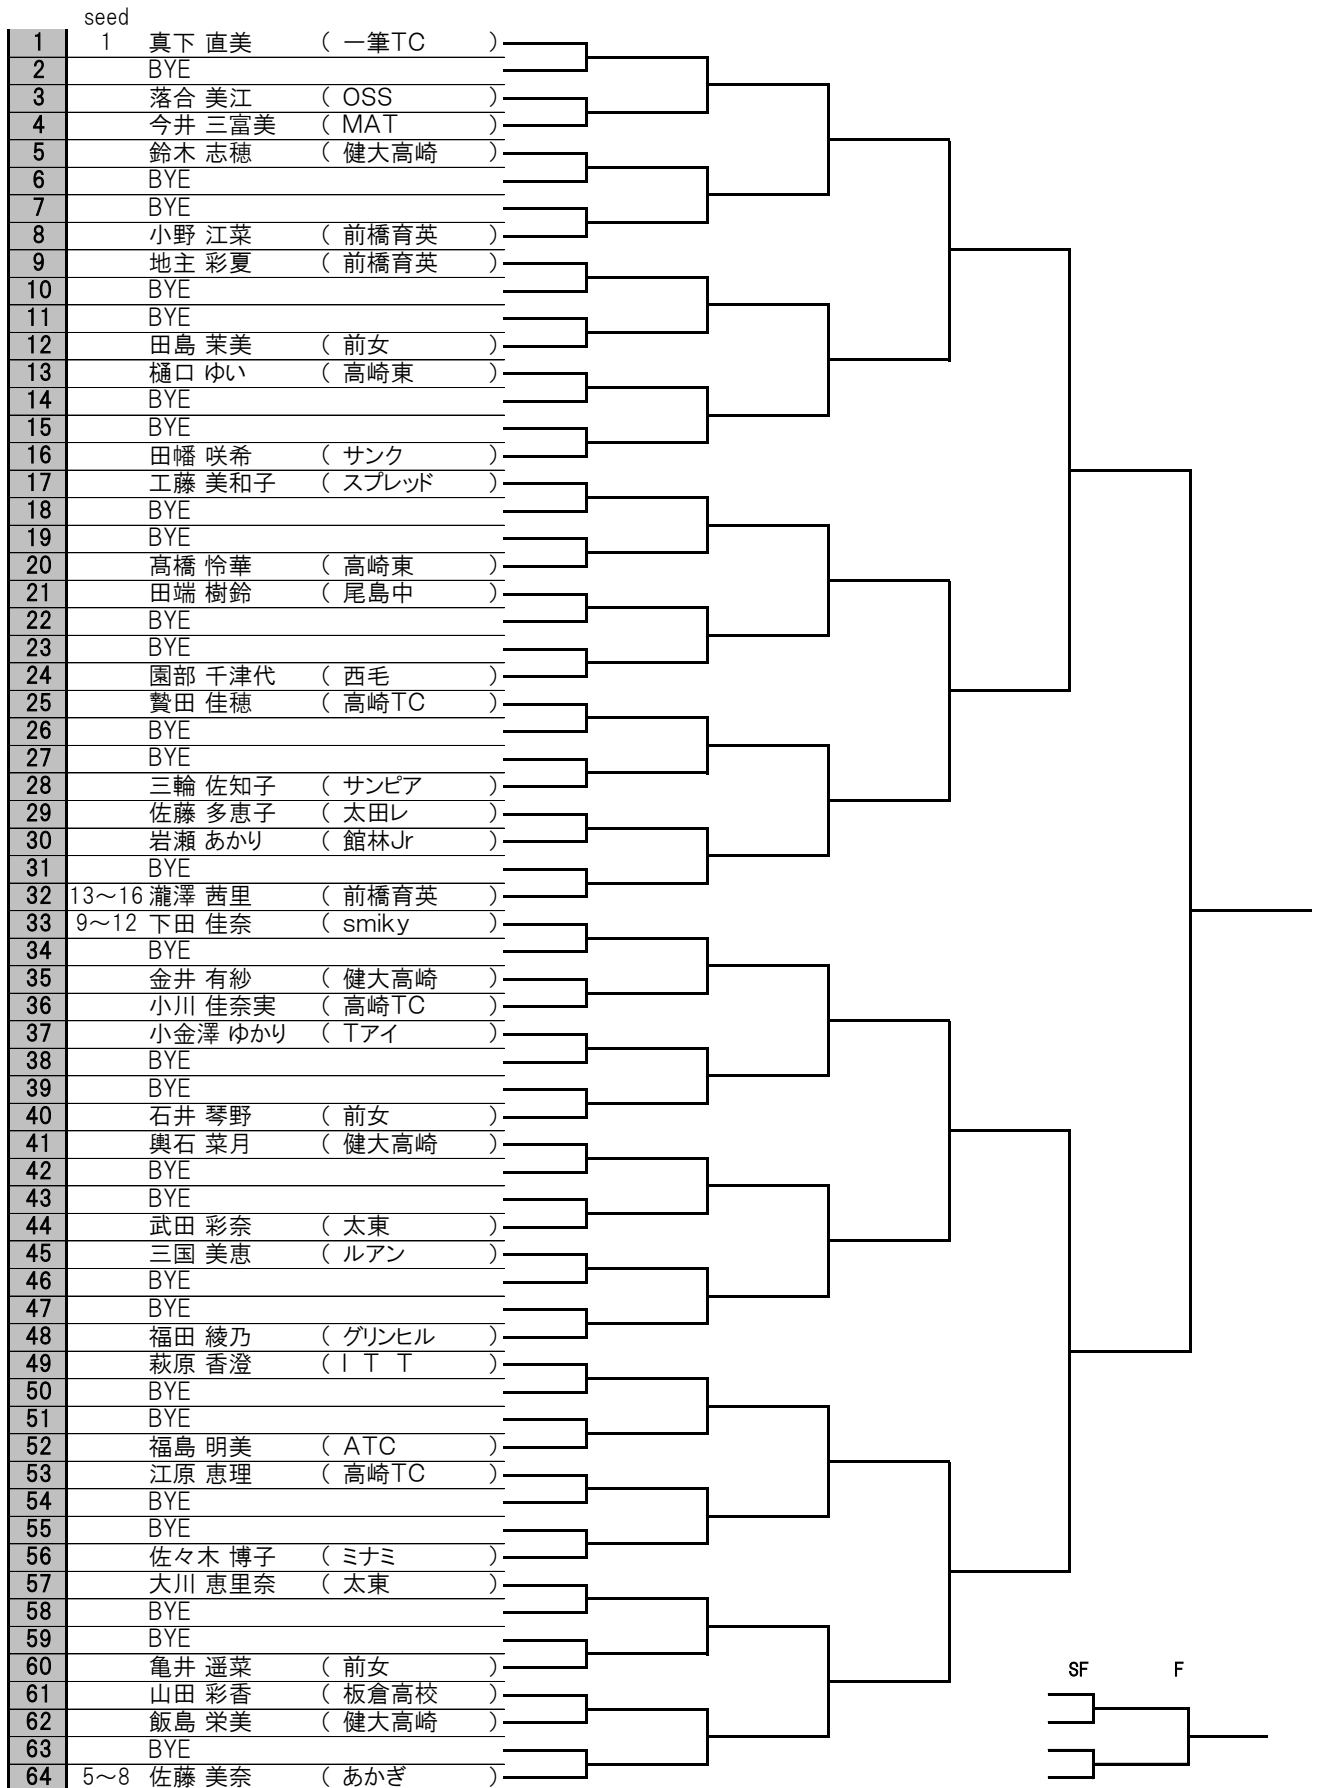 seed
1 1 真下 直美 ( 一筆TC )
2 BYE
3 落合 美江 ( OSS )
4 今井 三富美 ( MAT )
5 鈴木 志穂 ( 健大高崎 )
6 BYE
7 BYE
8 小野 江菜 ( 前橋育英 )
9 地主 彩夏 ( 前橋育英 )
10 BYE
11 BYE
12 田島 茉美 ( 前女 )
13 樋口 ゆい ( 高崎東 )
14 BYE
15 BYE
16 田幡 咲希 ( サンク )
17 工藤 美和子 ( スプレッド )
18 BYE
19 BYE
20 髙橋 怜華 ( 高崎東 )
21 田端 樹鈴 ( 尾島中 )
22 BYE
23 BYE
24 園部 千津代 ( 西毛 )
25 贄田 佳穂 ( 高崎TC )
26 BYE
27 BYE
28 三輪 佐知子 ( サンピア )
29 佐藤 多恵子 ( 太田レ )
30 岩瀬 あかり ( 館林Jr )
31 BYE
32 13～16 瀧澤 茜里 ( 前橋育英 )
33 9～12 下田 佳奈 ( smiky )
34 BYE
35 金井 有紗 ( 健大高崎 )
36 小川 佳奈実 ( 高崎TC )
37 小金澤 ゆかり ( Tアイ )
38 BYE
39 BYE
40 石井 琴野 ( 前女 )
41 輿石 菜月 ( 健大高崎 )
42 BYE
43 BYE
44 武田 彩奈 ( 太東 )
45 三国 美恵 ( ルアン )
46 BYE
47 BYE
48 福田 綾乃 ( グリンヒル )
49 萩原 香澄 ( I T T )
50 BYE
51 BYE
52 福島 明美 ( ATC )
53 江原 恵理 ( 高崎TC )
54 BYE
55 BYE
56 佐々木 博子 ( ミナミ )
57 大川 恵里奈 ( 太東 )
58 BYE
59 BYE
60 亀井 遥菜 ( 前女 )
61 山田 彩香 ( 板倉高校 )
62 飯島 栄美 ( 健大高崎 )
63 BYE
64 5～8 佐藤 美奈 ( あかぎ )
SF F